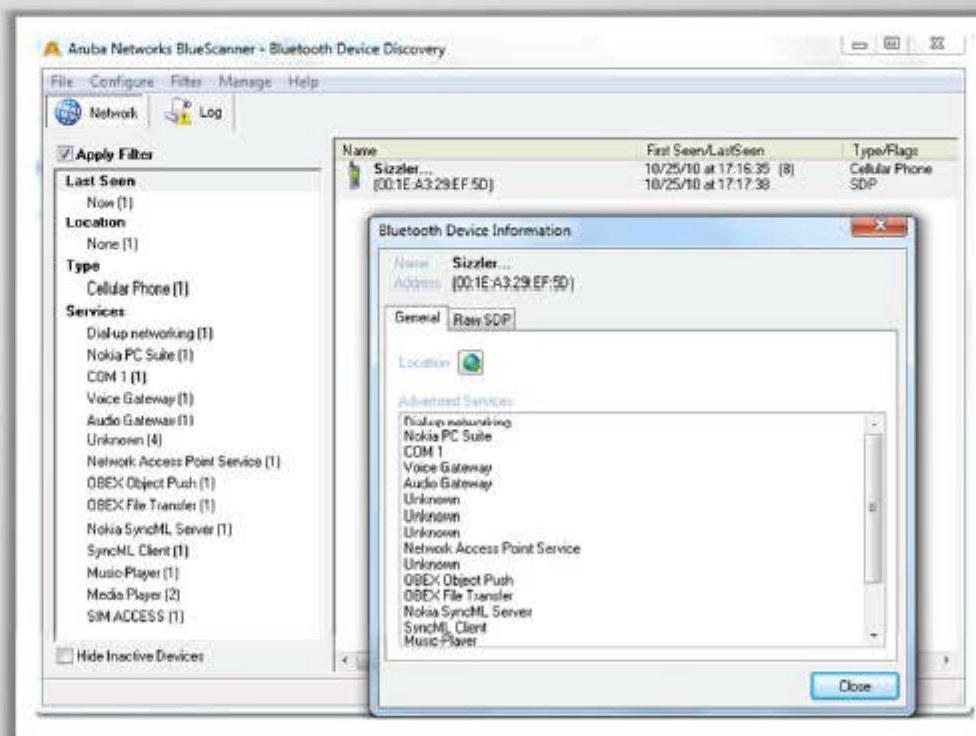 Aruba Networks BlueScanner - Bluetooth Device Discovery
File Configure Filter Manage Help
Network Log
Apply Filter
Last Seen
Now (1)
Location
None (1)
Type
Cellular Phone (1)
Services
Dial-up networking (1)
Nokia PC Suite (1)
COM 1 (1)
Voice Gateway (1)
Audio Gateway (1)
Unknown (4)
Network Access Point Service (1)
OBEX Object Push (1)
OBEX File Transfer (1)
Nokia SyncML Server (1)
SyncML Client (1)
Music-Player (1)
Media Player (2)
SIM ACCESS (1)
Hide Inactive Devices
Name First Seen/LastSeen Type/Flags
Sizzler... 10/25/10 at 17:16:35 (8) Cellular Phone
(00:1E:A3:29:EF:5D) 10/25/10 at 17:17:38 SDP
Bluetooth Device Information
Name Sizzler...
Address (00:1E:A3:29:EF:5D)
General Raw SDP
Location
Advertised Services
Dial-up networking
Nokia PC Suite
COM 1
Voice Gateway
Audio Gateway
Unknown
Unknown
Unknown
Network Access Point Service
Unknown
OBEX Object Push
OBEX File Transfer
Nokia SyncML Server
SyncML Client
Music-Player
Close